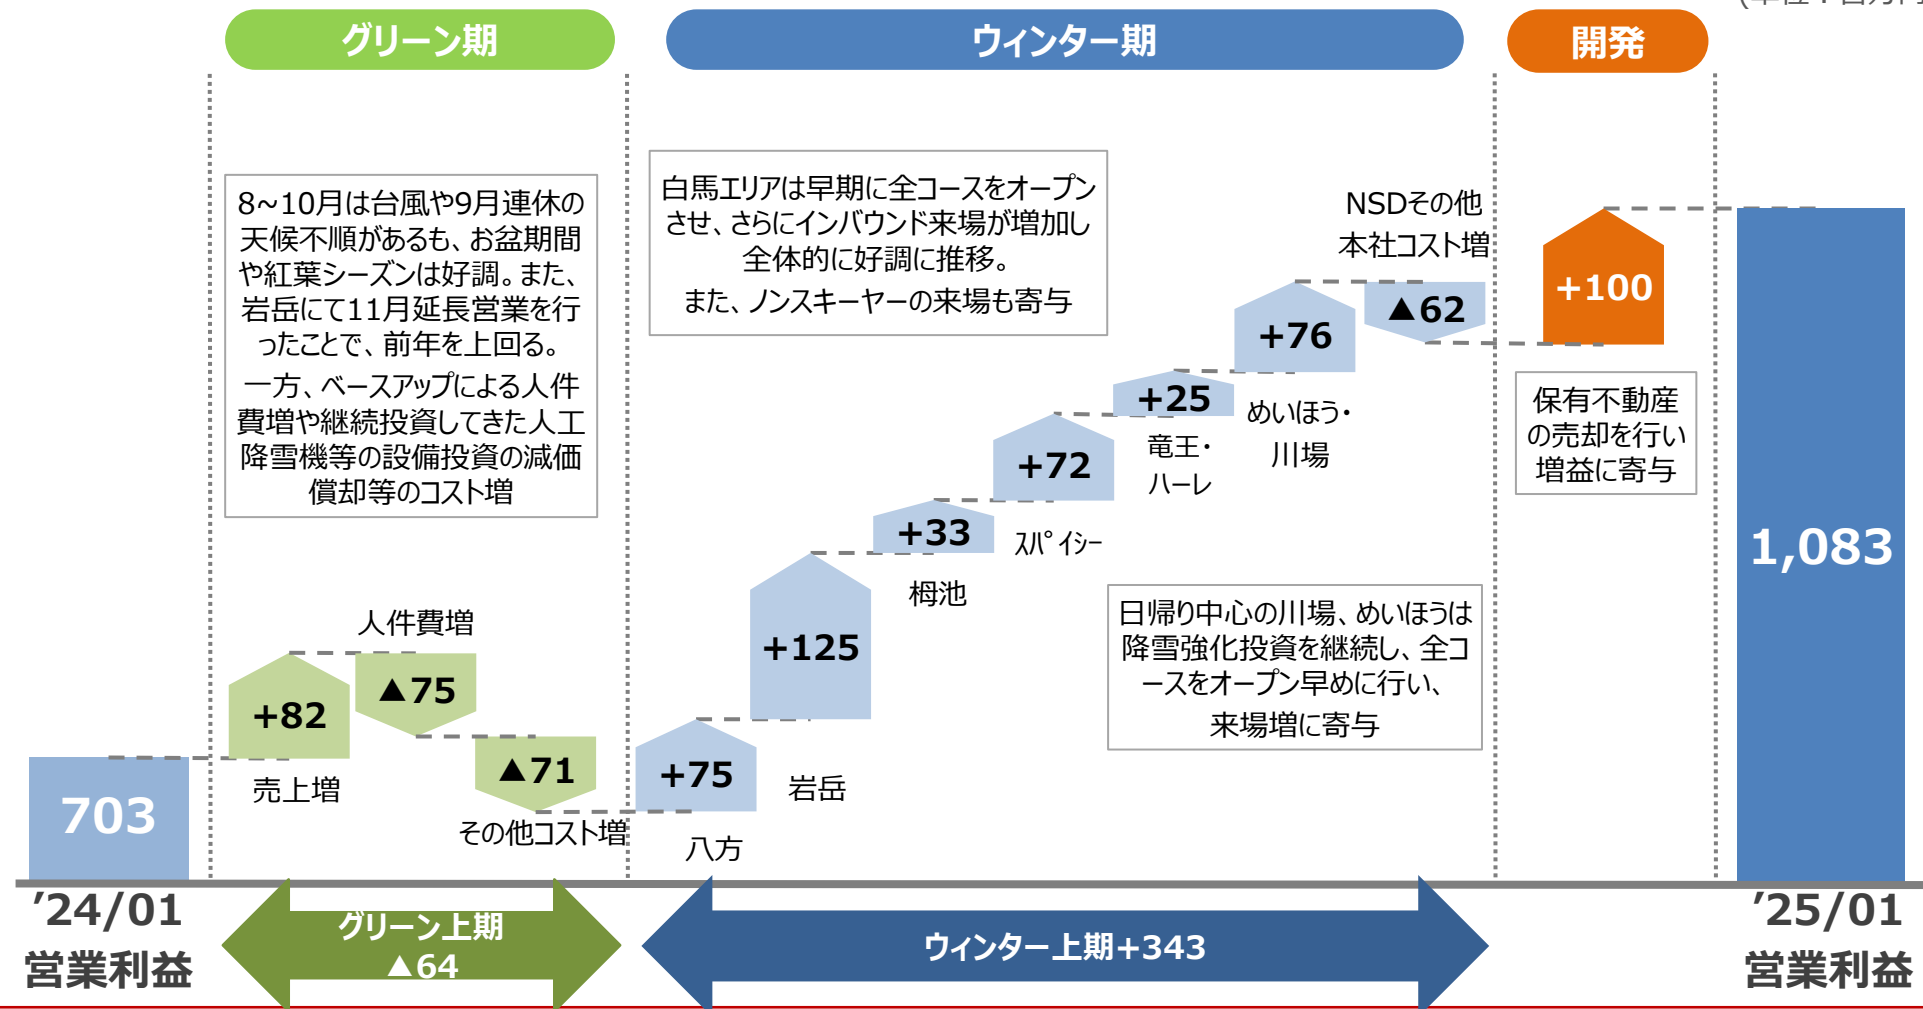 グリーン期
ウィンター期
開発
8~10月は台風や9月連休の
天候不順があるも、お盆期間
や紅葉シーズンは好調。また、
岩岳にて11月延長営業を行
ったことで、前年を上回る。
一方、ベースアップによる人件
費増や継続投資してきた人工
降雪機等の設備投資の減価
償却等のコスト増
白馬エリアは早期に全コースをオープン
させ、さらにインバウンド来場が増加し
全体的に好調に推移。
また、ノンスキーヤーの来場も寄与
NSDその他
本社コスト増
▲62
+100
保有不動産
の売却を行い
増益に寄与
+76
めいほう・
川場
+25
竜王・
ハーレ
+72
スパイシー
+33
栂池
+125
岩岳
+75
八方
日帰り中心の川場、めいほうは
降雪強化投資を継続し、全コ
ースをオープン早めに行い、
来場増に寄与
人件費増
▲75
+82
売上増
▲71
その他コスト増
703
1,083
'24/01
営業利益
グリーン上期
▲64
ウィンター上期+343
'25/01
営業利益